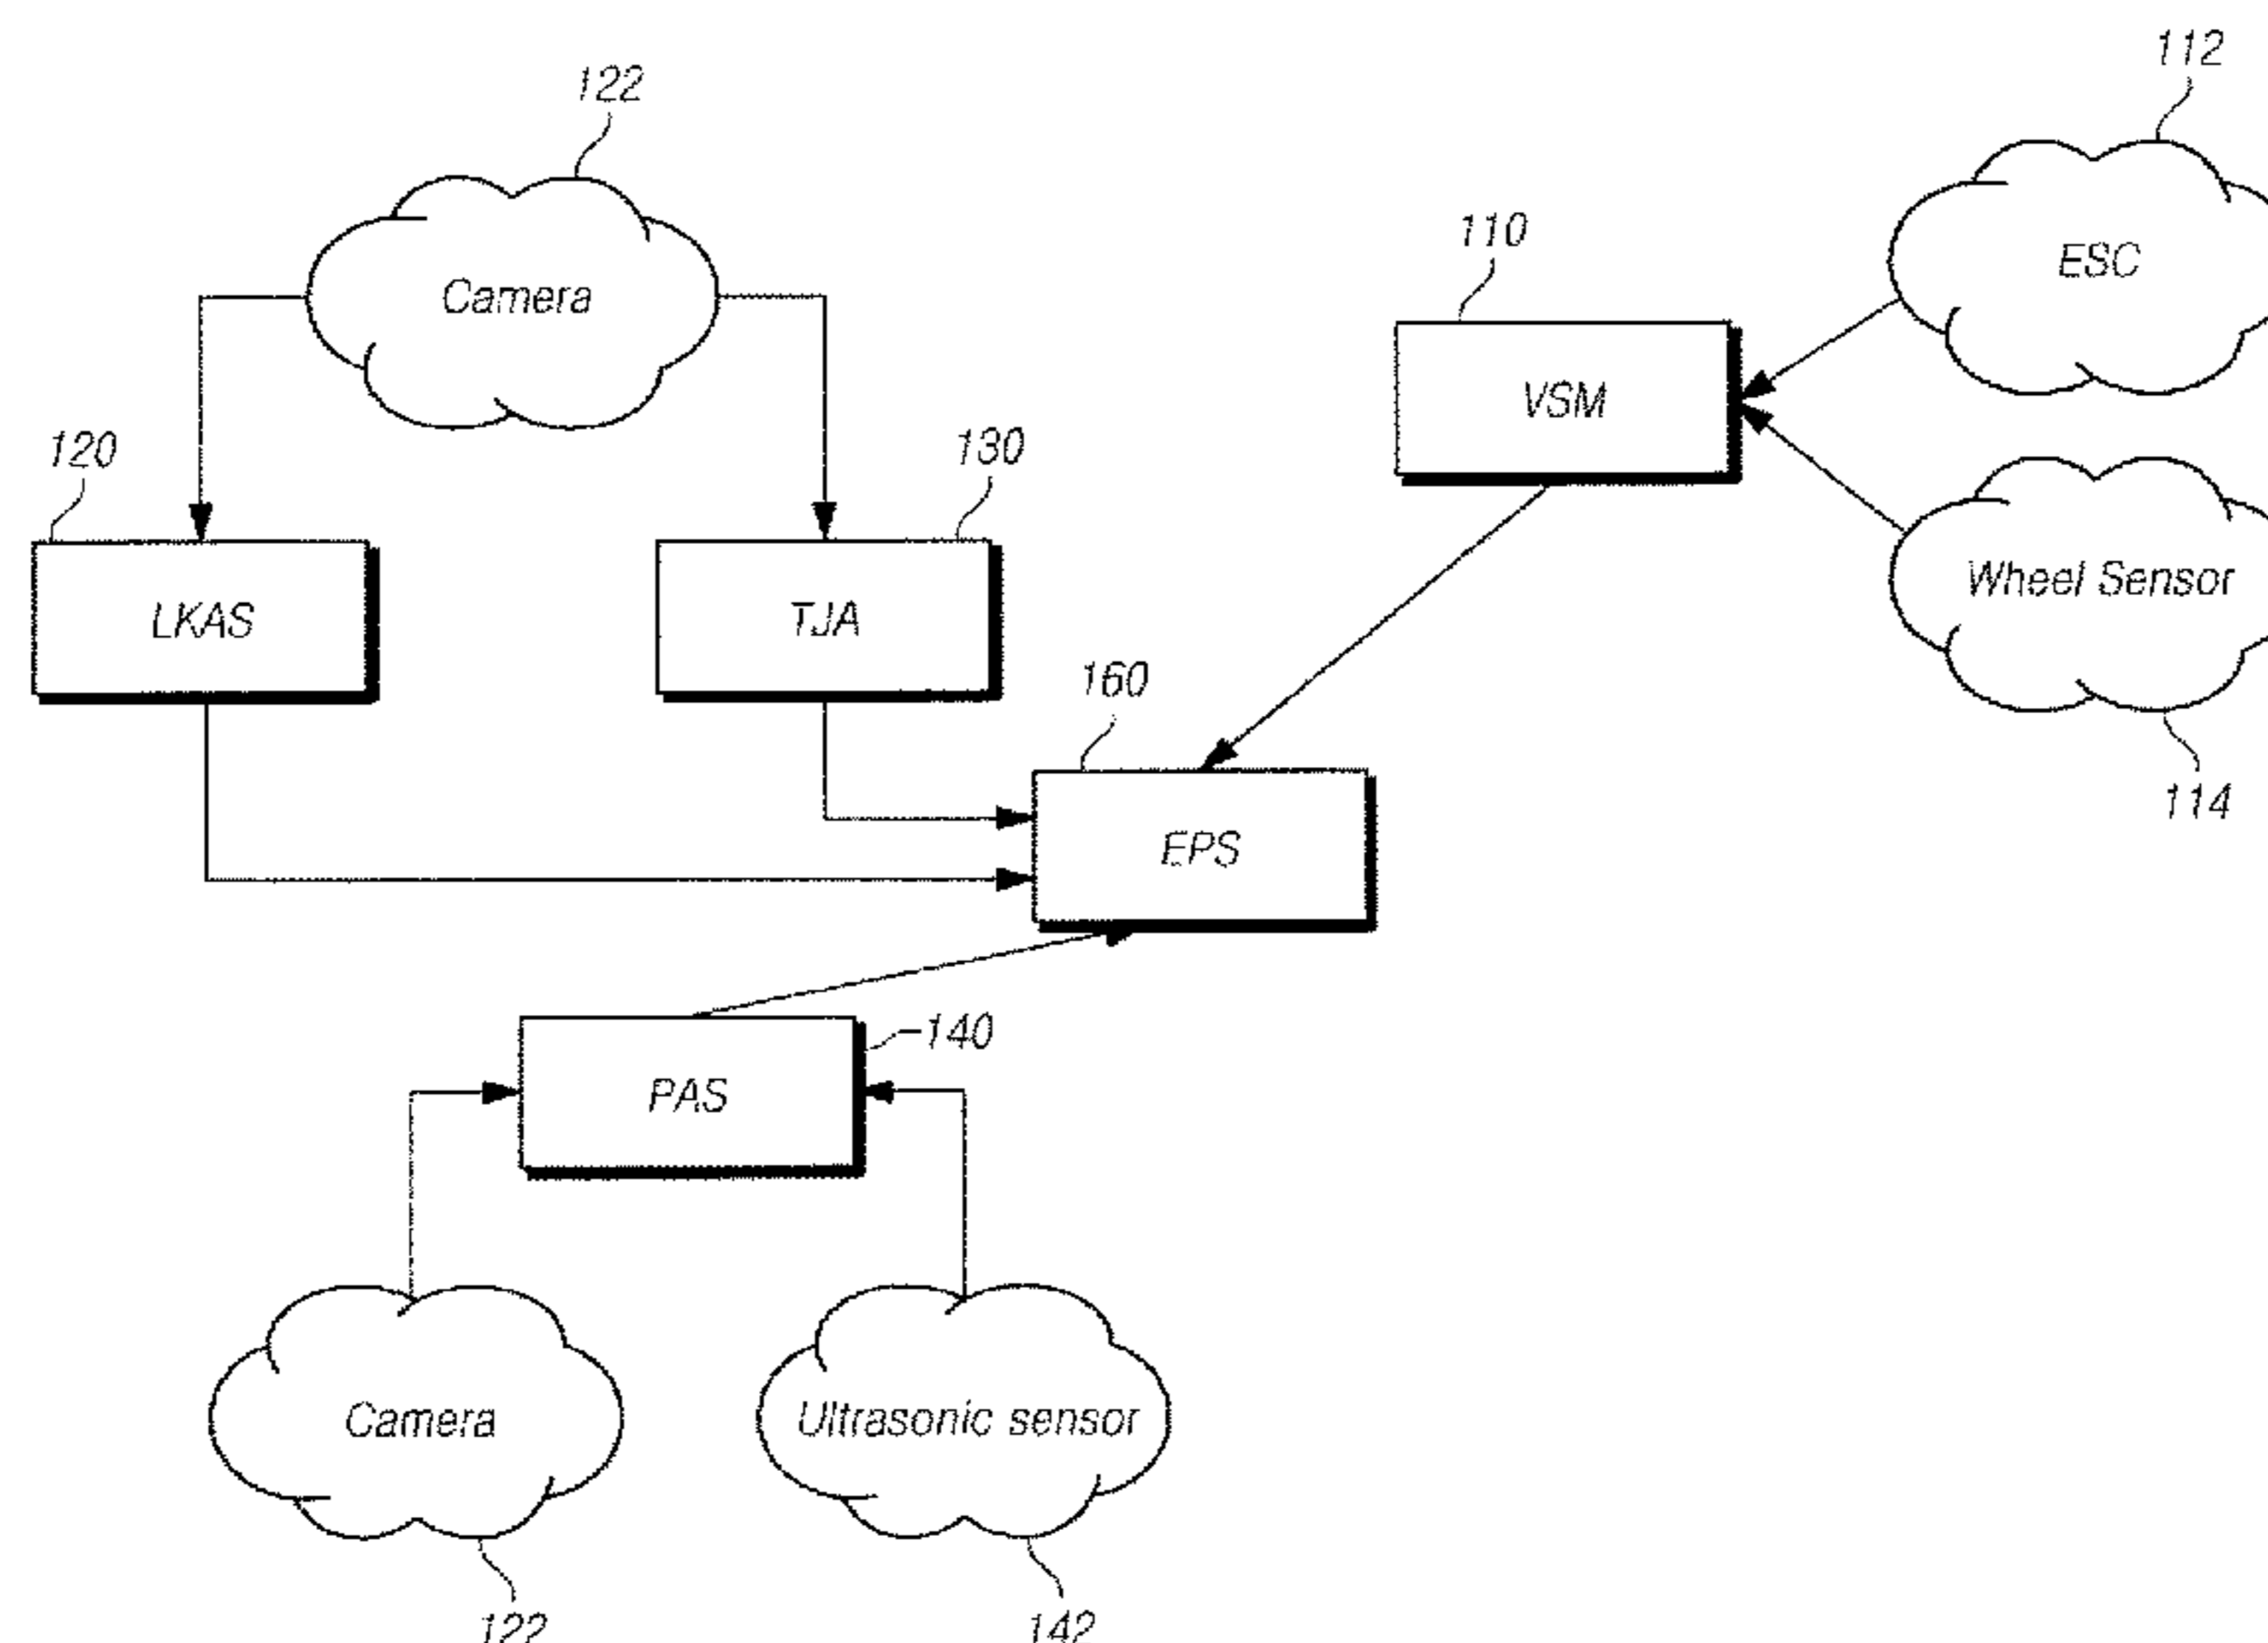 112
122
110
ESC
Camera
VSM
120
130
Wheel Sensor
LKAS
TJA
160
114
EPS
140
PAS
Camera
Ultrasonic sensor
122
142